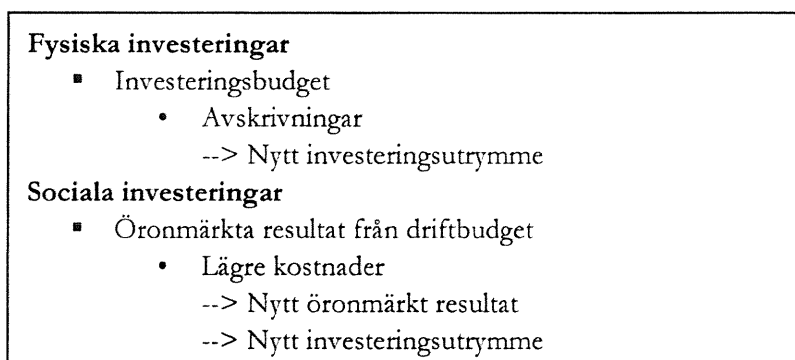 Fysiska investeringar
▪ Investeringsbudget
• Avskrivningar
--> Nytt investeringsutrymme
Sociala investeringar
▪ Öronmärkta resultat från driftbudget
• Lägre kostnader
--> Nytt öronmärkt resultat
--> Nytt investeringsutrymme